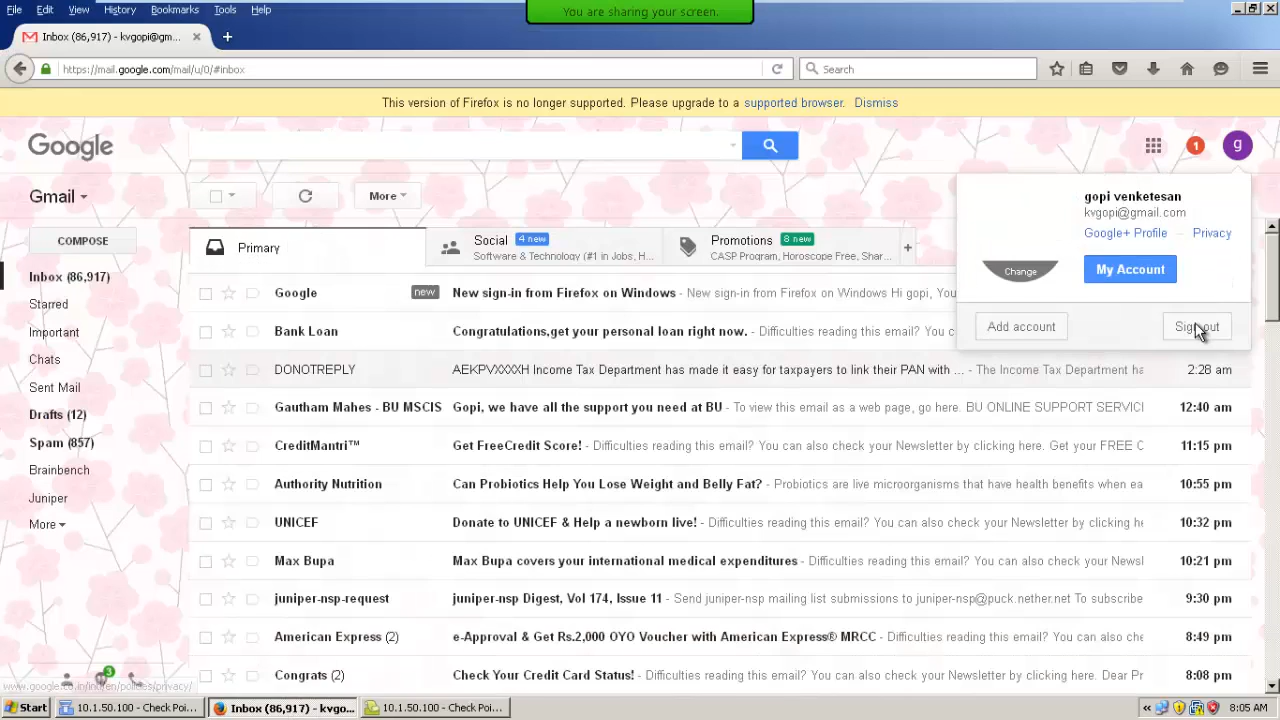 You are sharing your screen.
File Edit View History Bookmarks Tools Help
Inbox (86,917) - kvgopi@gm...
https://mail.google.com/mail/u/0/#inbox
Search
This version of Firefox is no longer supported. Please upgrade to a supported browser. Dismiss
Google
1
g
Gmail
More
gopi venketesan
kvgopi@gmail.com
Google+ Profile – Privacy
Change
My Account
Add account
Sign out
COMPOSE
Inbox (86,917)
Starred
Important
Chats
Sent Mail
Drafts (12)
Spam (857)
Brainbench
Juniper
More
3
Primary
Social 4 new
Software & Technology (#1 in Jobs, H...
Promotions 8 new
CASP Program, Horoscope Free, Shar...
+
Google new New sign-in from Firefox on Windows - New sign-in from Firefox on Windows Hi gopi, You
Bank Loan Congratulations,get your personal loan right now. - Difficulties reading this email? You c
DONOTREPLY AEKPVXXXXH Income Tax Department has made it easy for taxpayers to link their PAN with ... - The Income Tax Department ha 2:28 am
Gautham Mahes - BU MSCIS Gopi, we have all the support you need at BU - To view this email as a web page, go here. BU ONLINE SUPPORT SERVICI 12:40 am
CreditMantri™ Get FreeCredit Score! - Difficulties reading this email? You can also check your Newsletter by clicking here. Get your FREE C 11:15 pm
Authority Nutrition Can Probiotics Help You Lose Weight and Belly Fat? - Probiotics are live microorganisms that have health benefits when ea 10:55 pm
UNICEF Donate to UNICEF & Help a newborn live! - Difficulties reading this email? You can also check your Newsletter by clicking he 10:32 pm
Max Bupa Max Bupa covers your international medical expenditures - Difficulties reading this email? You can also check your Newsl 10:21 pm
juniper-nsp-request juniper-nsp Digest, Vol 174, Issue 11 - Send juniper-nsp mailing list submissions to juniper-nsp@puck.nether.net To subscribe 9:30 pm
American Express (2) e-Approval & Get Rs.2,000 OYO Voucher with American Express® MRCC - Difficulties reading this email? You can also che 8:49 pm
Congrats (2) Check Your Credit Card Status! - Difficulties reading this email? You can also check your Newsletter by clicking here. Dear Pr 8:08 pm
www.google.co.in/intl/en/policies/privacy/
Start
10.1.50.100 - Check Poi...
Inbox (86,917) - kvgo...
10.1.50.100 - Check Poi...
8:05 AM